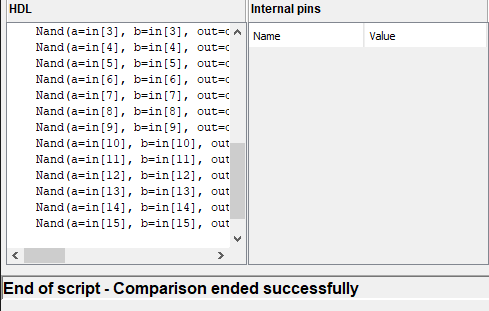 HDL
Nand(a=in[3], b=in[3], out=
Nand(a=in[4], b=in[4], out=
Nand(a=in[5], b=in[5], out=
Nand(a=in[6], b=in[6], out=
Nand(a=in[7], b=in[7], out=
Nand(a=in[8], b=in[8], out=
Nand(a=in[9], b=in[9], out=
Nand(a=in[10], b=in[10], out
Nand(a=in[11], b=in[11], out
Nand(a=in[12], b=in[12], out
Nand(a=in[13], b=in[13], out
Nand(a=in[14], b=in[14], out
Nand(a=in[15], b=in[15], out
Internal pins
Name Value
End of script - Comparison ended successfully